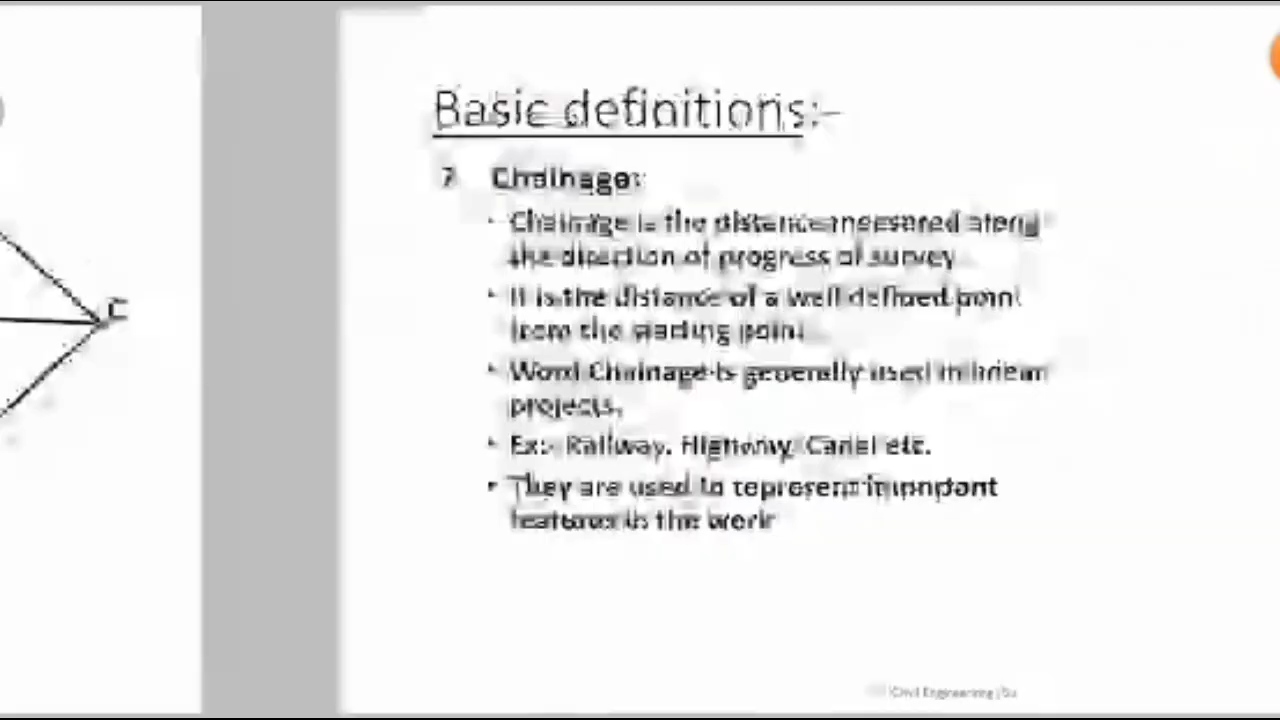 Basic definitions:-
7. Chainage:
• Chainage is the distance measured along
the direction of progress of survey.
• It is the distance of a well defined point
from the starting point.
• Word Chainage is generally used in linear
projects.
• Ex:- Railway, Highway, Canal etc.
• They are used to represent important
features in the work
C
Civil Engineering